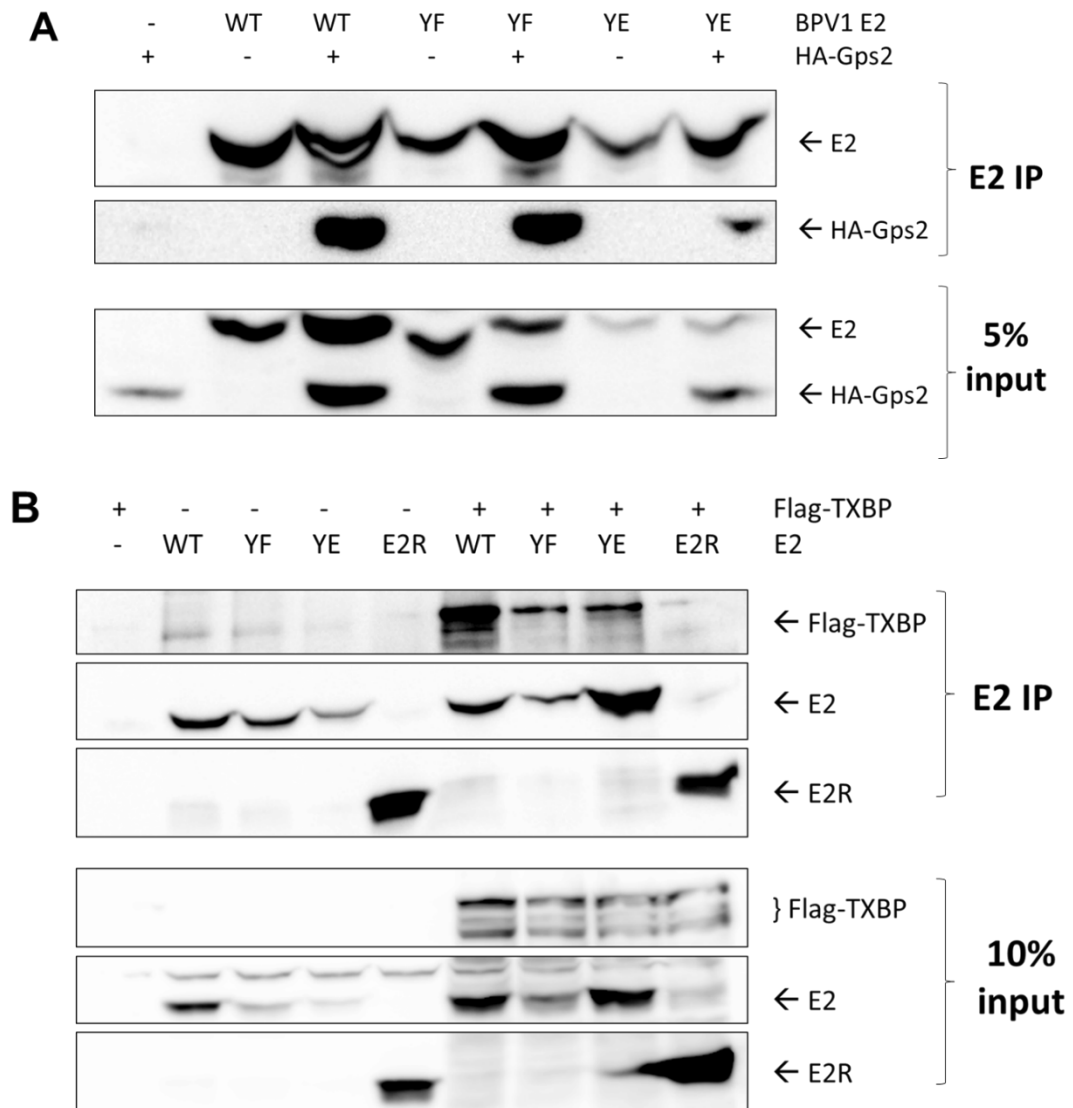 A
- WT WT YF YF YE YE BPV1 E2
+ - + - + - + HA-Gps2
← E2
E2 IP
← HA-Gps2
← E2
5%
input
← HA-Gps2
B
+ - - - - + + + + Flag-TXBP
- WT YF YE E2R WT YF YE E2R E2
← Flag-TXBP
← E2
E2 IP
← E2R
} Flag-TXBP
10%
input
← E2
← E2R